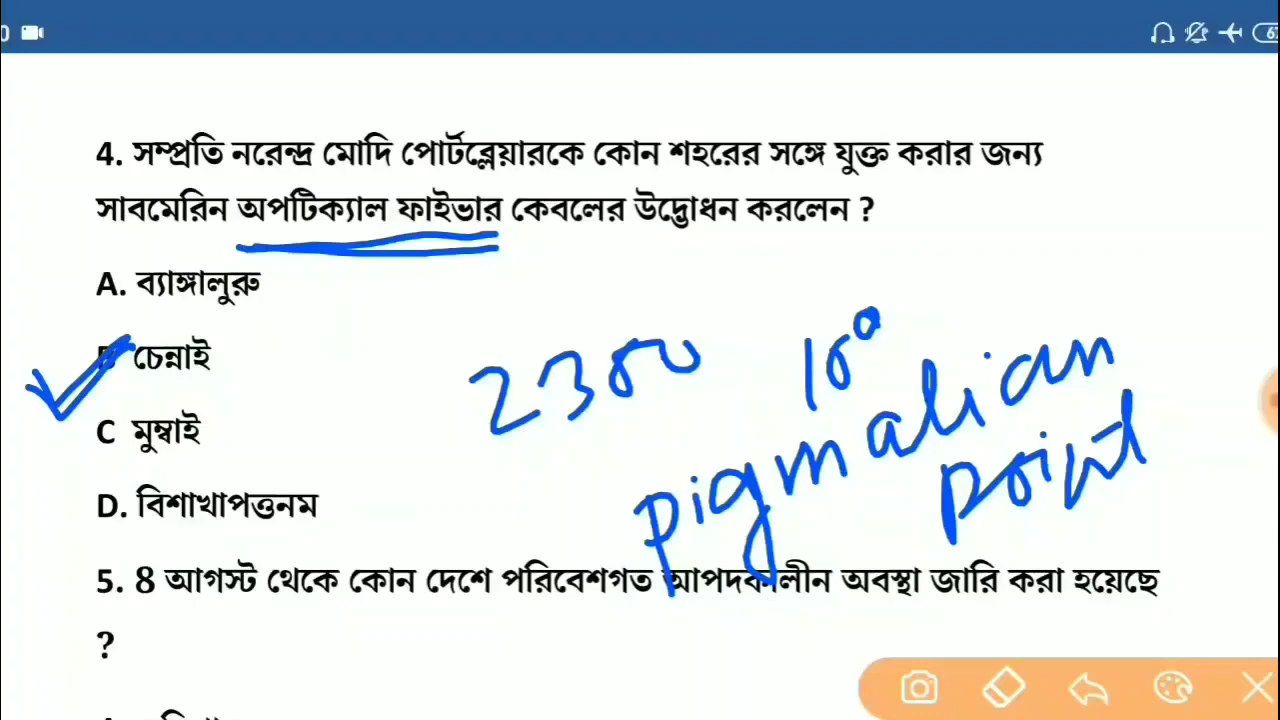 4. সম্প্রতি নরেন্দ্র মোদি পোর্টব্লেয়ারকে কোন শহরের সঙ্গে যুক্ত করার জন্য
সাবমেরিন অপটিক্যাল ফাইভার কেবলের উদ্ভোধন করলেন ?
A. ব্যাঙ্গালুরু
চেন্নাই
2300 10°
pigmalian
point
C মুম্বাই
D. বিশাখাপত্তনম
5. 8 আগস্ট থেকে কোন দেশে পরিবেশগত আপদকালীন অবস্থা জারি করা হয়েছে
?